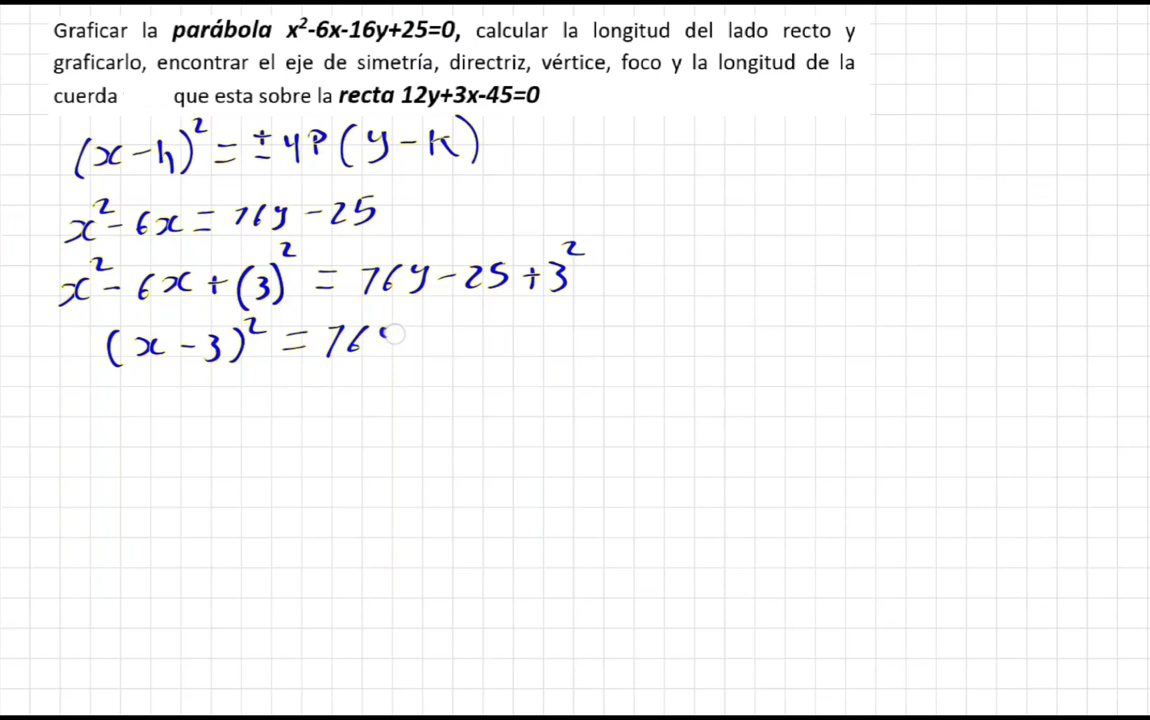 Graficar la parábola x²-6x-16y+25=0, calcular la longitud del lado recto y
graficarlo, encontrar el eje de simetría, directriz, vértice, foco y la longitud de la
cuerda que esta sobre la recta 12y+3x-45=0
(x-h)² = ± 4P(y-K)
x² - 6x = 16y - 25
x² - 6x + (3)² = 16y - 25 + 3²
(x - 3)² = 16